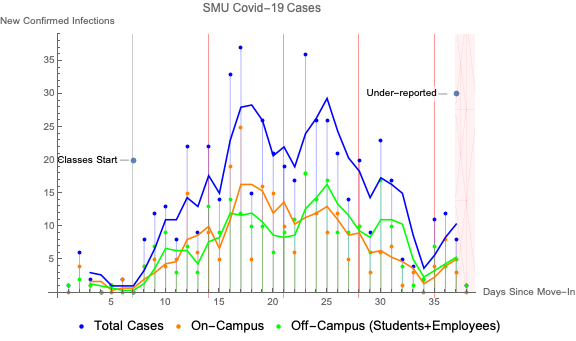 SMU Covid-19 Cases
New Confirmed Infections
35
30
Under-reported
25
20
Classes Start
15
10
5
5
10
15
20
25
30
35
Days Since Move-In
Total Cases
On-Campus
Off-Campus (Students+Employees)